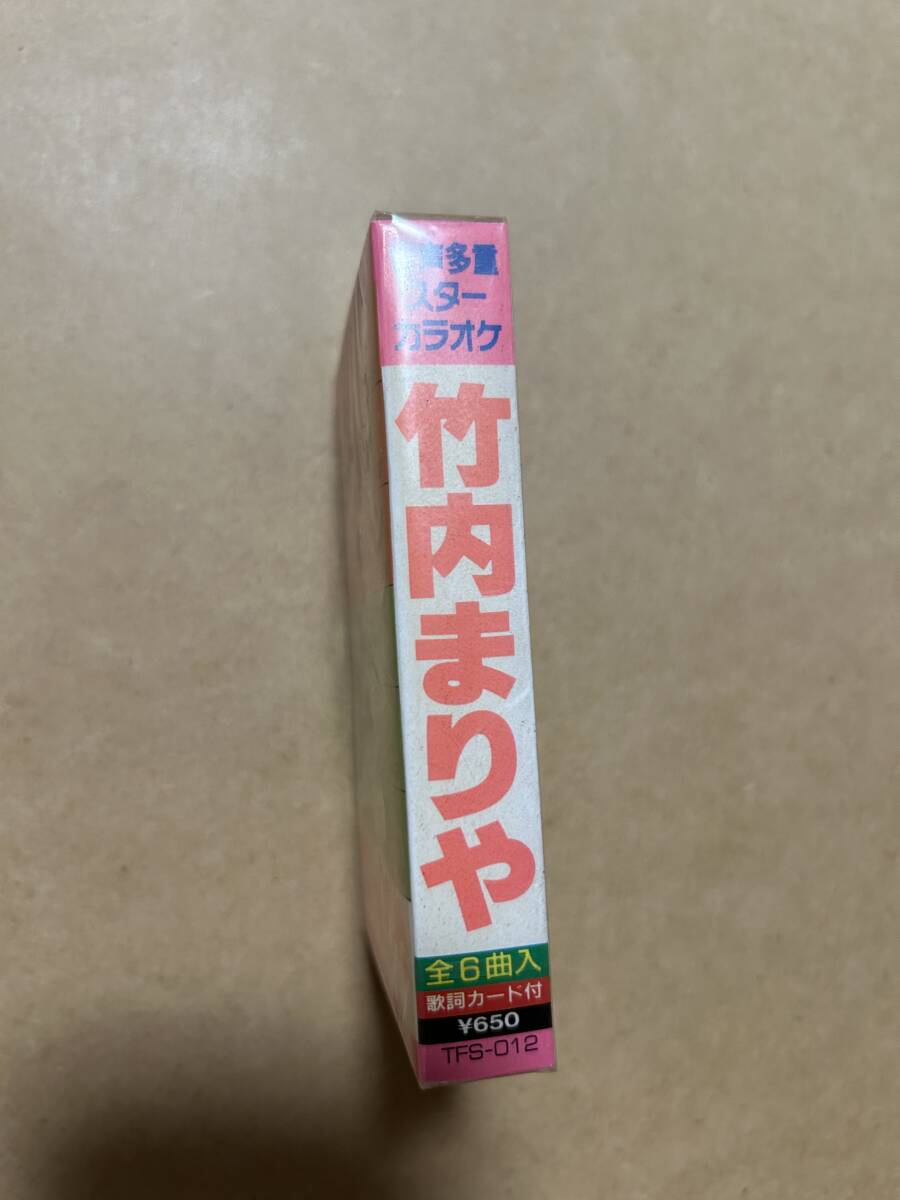 音声多重
スター
カラオケ
竹内まりや
全6曲入
歌詞カード付
¥650
TFS-012